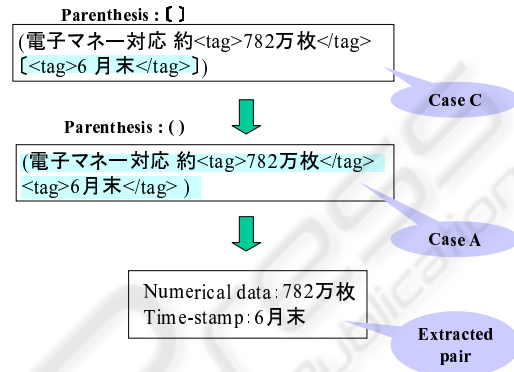 Parenthesis : 〔 〕
(電子マネー対応 約<tag>782万枚</tag>
〔<tag>6 月末</tag>〕)
Case C
Parenthesis : ( )
(電子マネー対応 約<tag>782万枚</tag>
<tag>6月末</tag> )
Case A
Numerical data:782万枚
Time-stamp:6月末
Extracted
pair